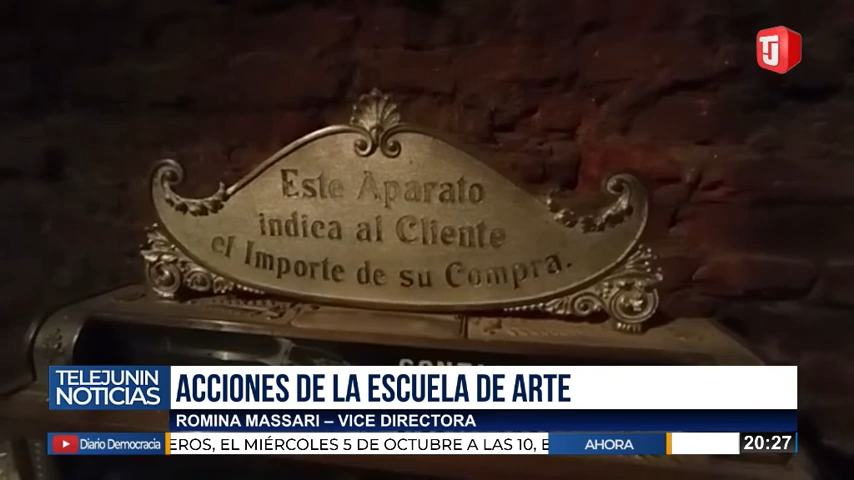 TJ
Este Aparato
indica al Cliente
el Importe de su Compra.
TELEJUNIN
NOTICIAS
ACCIONES DE LA ESCUELA DE ARTE
ROMINA MASSARI – VICE DIRECTORA
Diario Democracia
EROS, EL MIÉRCOLES 5 DE OCTUBRE A LAS 10, E
AHORA
20:27